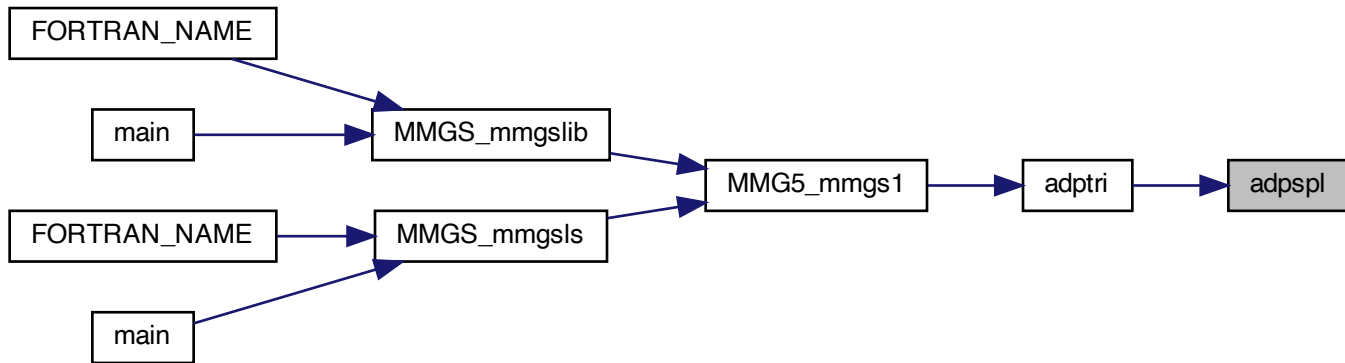 FORTRAN_NAME
main
MMGS_mmgslib
MMG5_mmgs1
adptri
adpspl
FORTRAN_NAME
MMGS_mmgsls
main